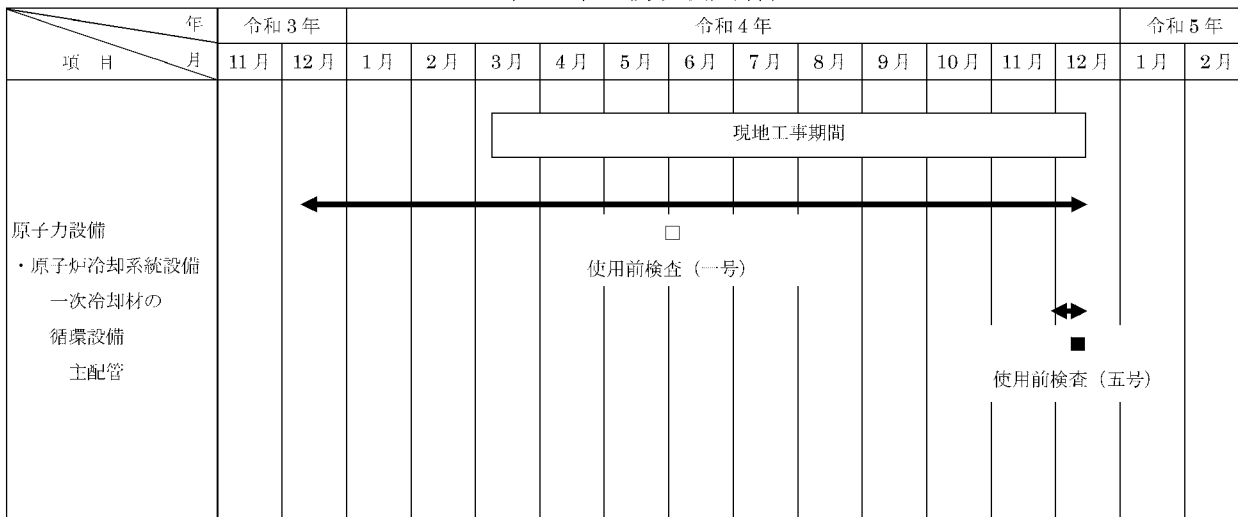 年 令和3年 令和4年 令和5年
項 目 月 11月 12月 1月 2月 3月 4月 5月 6月 7月 8月 9月 10月 11月 12月 1月 2月
現地工事期間
原子力設備
・原子炉冷却系統設備
一次冷却材の
循環設備
主配管
□
使用前検査（一号）
■
使用前検査（五号）